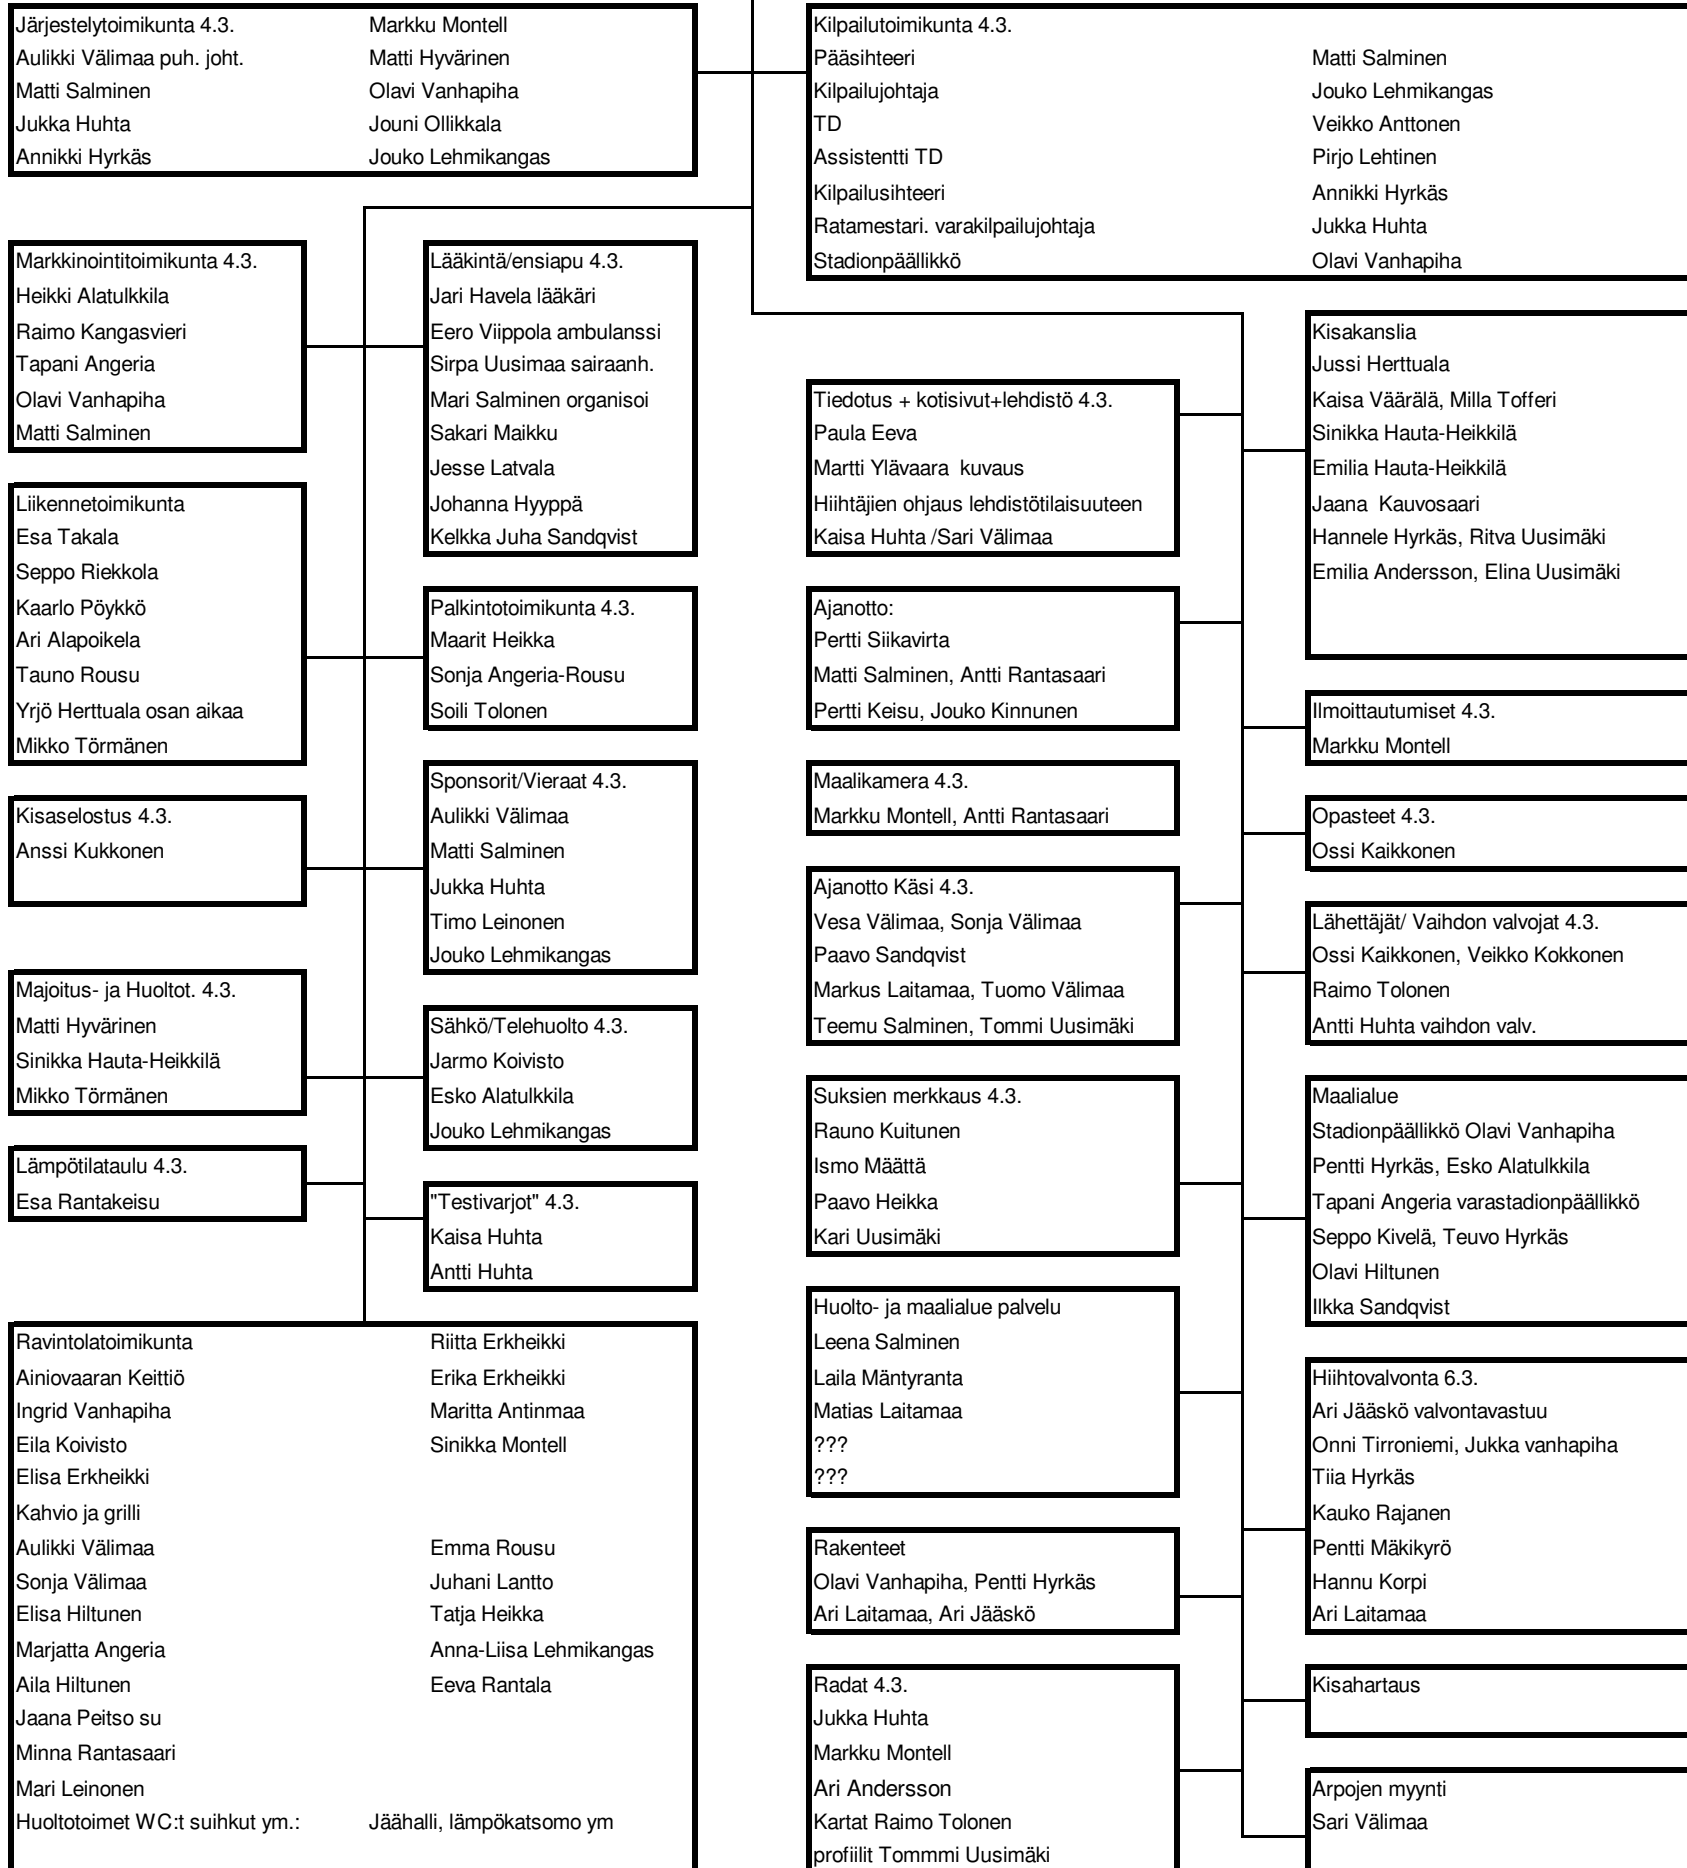 Järjestelytoimikunta 4.3. Markku Montell
Aulikki Välimaa puh. joht. Matti Hyvärinen
Matti Salminen Olavi Vanhapiha
Jukka Huhta Jouni Ollikkala
Annikki Hyrkäs Jouko Lehmikangas
Kilpailutoimikunta 4.3.
Pääsihteeri Matti Salminen
Kilpailujohtaja Jouko Lehmikangas
TD Veikko Anttonen
Assistentti TD Pirjo Lehtinen
Kilpailusihteeri Annikki Hyrkäs
Ratamestari. varakilpailujohtaja Jukka Huhta
Stadionpäällikkö Olavi Vanhapiha
Markkinointitoimikunta 4.3.
Heikki Alatulkkila
Raimo Kangasvieri
Tapani Angeria
Olavi Vanhapiha
Matti Salminen
Liikennetoimikunta
Esa Takala
Seppo Riekkola
Kaarlo Pöykkö
Ari Alapoikela
Tauno Rousu
Yrjö Herttuala osan aikaa
Mikko Törmänen
Kisaselostus 4.3.
Anssi Kukkonen
Majoitus- ja Huoltot. 4.3.
Matti Hyvärinen
Sinikka Hauta-Heikkilä
Mikko Törmänen
Lämpötilataulu 4.3.
Esa Rantakeisu
Lääkintä/ensiapu 4.3.
Jari Havela lääkäri
Eero Viippola ambulanssi
Sirpa Uusimaa sairaanh.
Mari Salminen organisoi
Sakari Maikku
Jesse Latvala
Johanna Hyyppä
Kelkka Juha Sandqvist
Palkintotoimikunta 4.3.
Maarit Heikka
Sonja Angeria-Rousu
Soili Tolonen
Sponsorit/Vieraat 4.3.
Aulikki Välimaa
Matti Salminen
Jukka Huhta
Timo Leinonen
Jouko Lehmikangas
Sähkö/Telehuolto 4.3.
Jarmo Koivisto
Esko Alatulkkila
Jouko Lehmikangas
"Testivarjot" 4.3.
Kaisa Huhta
Antti Huhta
Ravintolatoimikunta Riitta Erkheikki
Ainiovaaran Keittiö Erika Erkheikki
Ingrid Vanhapiha Maritta Antinmaa
Eila Koivisto Sinikka Montell
Elisa Erkheikki
Kahvio ja grilli
Aulikki Välimaa Emma Rousu
Sonja Välimaa Juhani Lantto
Elisa Hiltunen Tatja Heikka
Marjatta Angeria Anna-Liisa Lehmikangas
Aila Hiltunen Eeva Rantala
Jaana Peitso su
Minna Rantasaari
Mari Leinonen
Huoltotoimet WC:t suihkut ym.: Jäähalli, lämpökatsomo ym
Tiedotus + kotisivut+lehdistö 4.3.
Paula Eeva
Martti Ylävaara kuvaus
Hiihtäjien ohjaus lehdistötilaisuuteen
Kaisa Huhta /Sari Välimaa
Ajanotto:
Pertti Siikavirta
Matti Salminen, Antti Rantasaari
Pertti Keisu, Jouko Kinnunen
Maalikamera 4.3.
Markku Montell, Antti Rantasaari
Ajanotto Käsi 4.3.
Vesa Välimaa, Sonja Välimaa
Paavo Sandqvist
Markus Laitamaa, Tuomo Välimaa
Teemu Salminen, Tommi Uusimäki
Suksien merkkaus 4.3.
Rauno Kuitunen
Ismo Määttä
Paavo Heikka
Kari Uusimäki
Huolto- ja maalialue palvelu
Leena Salminen
Laila Mäntyranta
Matias Laitamaa
???
???
Rakenteet
Olavi Vanhapiha, Pentti Hyrkäs
Ari Laitamaa, Ari Jääskö
Radat 4.3.
Jukka Huhta
Markku Montell
Ari Andersson
Kartat Raimo Tolonen
profiilit Tommmi Uusimäki
Kisakanslia
Jussi Herttuala
Kaisa Väärälä, Milla Tofferi
Sinikka Hauta-Heikkilä
Emilia Hauta-Heikkilä
Jaana Kauvosaari
Hannele Hyrkäs, Ritva Uusimäki
Emilia Andersson, Elina Uusimäki
Ilmoittautumiset 4.3.
Markku Montell
Opasteet 4.3.
Ossi Kaikkonen
Lähettäjät/ Vaihdon valvojat 4.3.
Ossi Kaikkonen, Veikko Kokkonen
Raimo Tolonen
Antti Huhta vaihdon valv.
Maalialue
Stadionpäällikkö Olavi Vanhapiha
Pentti Hyrkäs, Esko Alatulkkila
Tapani Angeria varastadionpäällikkö
Seppo Kivelä, Teuvo Hyrkäs
Olavi Hiltunen
Ilkka Sandqvist
Hiihtovalvonta 6.3.
Ari Jääskö valvontavastuu
Onni Tirroniemi, Jukka vanhapiha
Tiia Hyrkäs
Kauko Rajanen
Pentti Mäkikyrö
Hannu Korpi
Ari Laitamaa
Kisahartaus
Arpojen myynti
Sari Välimaa